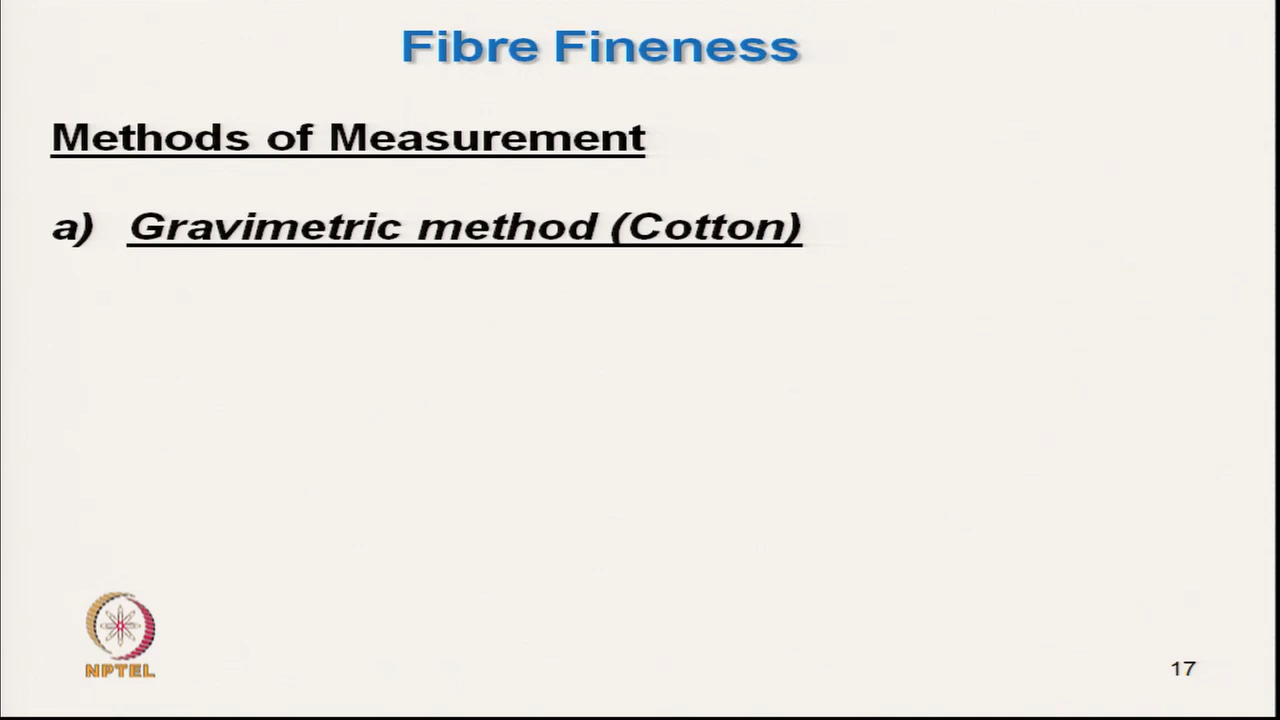 Fibre Fineness
Methods of Measurement
a) Gravimetric method (Cotton)
NPTEL
17